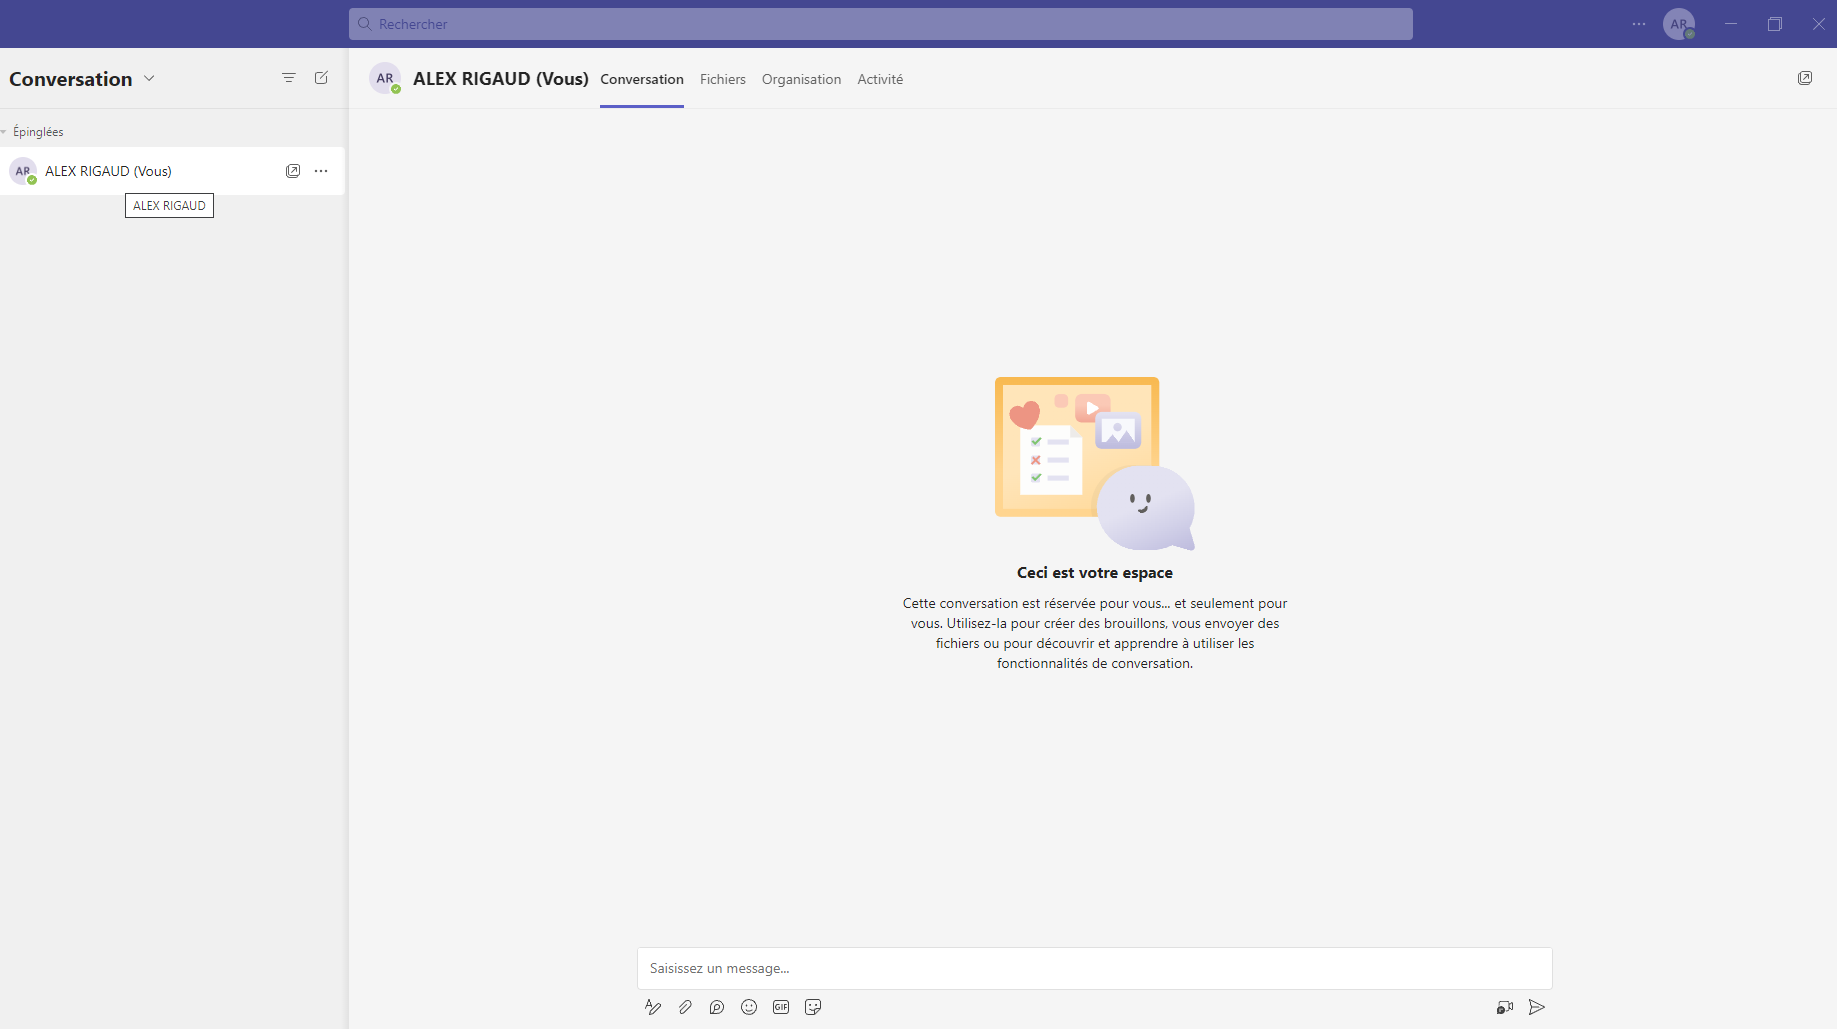 Rechercher
AR
Conversation
AR
ALEX RIGAUD (Vous)
Conversation
Fichiers
Organisation
Activité
Épinglées
AR
ALEX RIGAUD (Vous)
ALEX RIGAUD
Ceci est votre espace
Cette conversation est réservée pour vous... et seulement pour
vous. Utilisez-la pour créer des brouillons, vous envoyer des
fichiers ou pour découvrir et apprendre à utiliser les
fonctionnalités de conversation.
Saisissez un message...
GIF